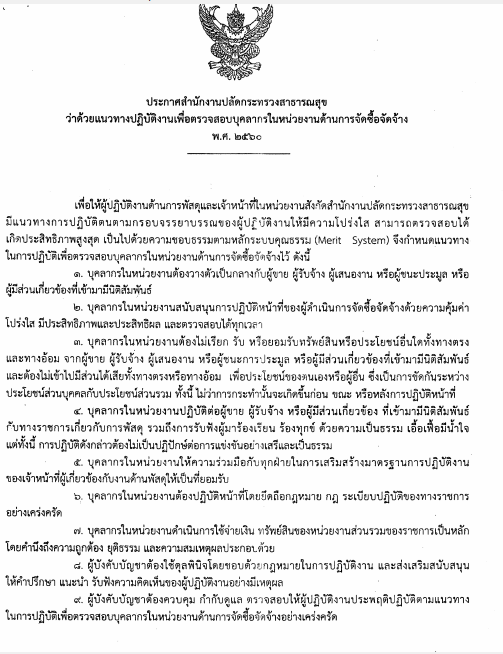 ประกาศสำนักงานปลัดกระทรวงสาธารณสุข
ว่าด้วยแนวทางปฏิบัติงานเพื่อตรวจสอบบุคลากรในหน่วยงานด้านการจัดซื้อจัดจ้าง
พ.ศ. ๒๕๖๐
เพื่อให้ผู้ปฏิบัติงานด้านการพัสดุและเจ้าหน้าที่ในหน่วยงานสังกัดสำนักงานปลัดกระทรวงสาธารณสุข
มีแนวทางการปฏิบัติตนตามกรอบจรรยาบรรณของผู้ปฏิบัติงานให้มีความโปร่งใส สามารถตรวจสอบได้
เกิดประสิทธิภาพสูงสุด เป็นไปด้วยความชอบธรรมตามหลักระบบคุณธรรม (Merit System) จึงกำหนดแนวทาง
ในการปฏิบัติเพื่อตรวจสอบบุคลากรในหน่วยงานด้านการจัดซื้อจัดจ้างไว้ ดังนี้
๑. บุคลากรในหน่วยงานต้องวางตัวเป็นกลางกับผู้ขาย ผู้รับจ้าง ผู้เสนองาน หรือผู้ชนะประมูล หรือ
ผู้มีส่วนเกี่ยวข้องที่เข้ามามีนิติสัมพันธ์
๒. บุคลากรในหน่วยงานสนับสนุนการปฏิบัติหน้าที่ของผู้ดำเนินการจัดซื้อจัดจ้างด้วยความคุ้มค่า
โปร่งใส มีประสิทธิภาพและประสิทธิผล และตรวจสอบได้ทุกเวลา
๓. บุคลากรในหน่วยงานต้องไม่เรียก รับ หรือยอมรับทรัพย์สินหรือประโยชน์อื่นใดทั้งทางตรง
และทางอ้อม จากผู้ขาย ผู้รับจ้าง ผู้เสนองาน หรือผู้ชนะการประมูล หรือผู้มีส่วนเกี่ยวข้องที่เข้ามามีนิติสัมพันธ์
และต้องไม่เข้าไปมีส่วนได้เสียทั้งทางตรงหรือทางอ้อม เพื่อประโยชน์ของตนเองหรือผู้อื่น ซึ่งเป็นการขัดกันระหว่าง
ประโยชน์ส่วนบุคคลกับประโยชน์ส่วนรวม ทั้งนี้ ไม่ว่าการกระทำนั้นจะเกิดขึ้นก่อน ขณะ หรือหลังการปฏิบัติหน้าที่
๔. บุคลากรในหน่วยงานปฏิบัติต่อผู้ขาย ผู้รับจ้าง หรือผู้มีส่วนเกี่ยวข้อง ที่เข้ามามีนิติสัมพันธ์
กับทางราชการเกี่ยวกับการพัสดุ รวมถึงการรับฟังผู้มาร้องเรียน ร้องทุกข์ ด้วยความเป็นธรรม เอื้อเฟื้อมีน้ำใจ
แต่ทั้งนี้ การปฏิบัติดังกล่าวต้องไม่เป็นปฏิปักษ์ต่อการแข่งขันอย่างเสรีและเป็นธรรม
๕. บุคลากรในหน่วยงานให้ความร่วมมือกับทุกฝ่ายในการเสริมสร้างมาตรฐานการปฏิบัติงาน
ของเจ้าหน้าที่ผู้เกี่ยวข้องกับงานด้านพัสดุให้เป็นที่ยอมรับ
๖. บุคลากรในหน่วยงานต้องปฏิบัติหน้าที่โดยยึดถือกฎหมาย กฎ ระเบียบปฏิบัติของทางราชการ
อย่างเคร่งครัด
๗. บุคลากรในหน่วยงานดำเนินการใช้จ่ายเงิน ทรัพย์สินของหน่วยงานส่วนรวมของราชการเป็นหลัก
โดยคำนึงถึงความถูกต้อง ยุติธรรม และความสมเหตุผลประกอบด้วย
๘. ผู้บังคับบัญชาต้องใช้ดุลพินิจโดยชอบด้วยกฎหมายในการปฏิบัติงาน และส่งเสริมสนับสนุน
ให้คำปรึกษา แนะนำ รับฟังความคิดเห็นของผู้ปฏิบัติงานอย่างมีเหตุผล
๙. ผู้บังคับบัญชาต้องควบคุม กำกับดูแล ตรวจสอบให้ผู้ปฏิบัติงานประพฤติปฏิบัติตามแนวทาง
ในการปฏิบัติเพื่อตรวจสอบบุคลากรในหน่วยงานด้านการจัดซื้อจัดจ้างอย่างเคร่งครัด